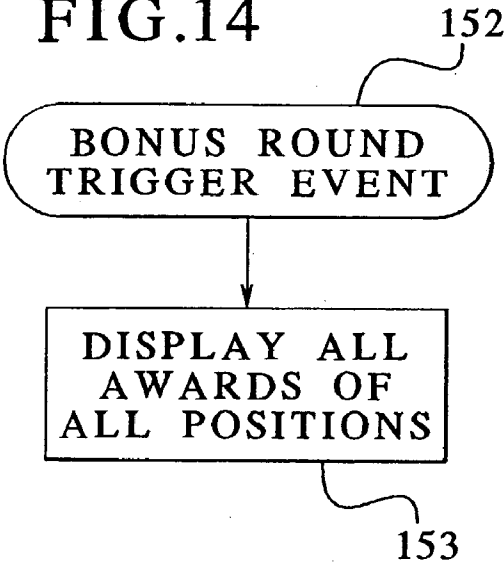 FIG.14
152
BONUS ROUND
TRIGGER EVENT
DISPLAY ALL
AWARDS OF
ALL POSITIONS
153